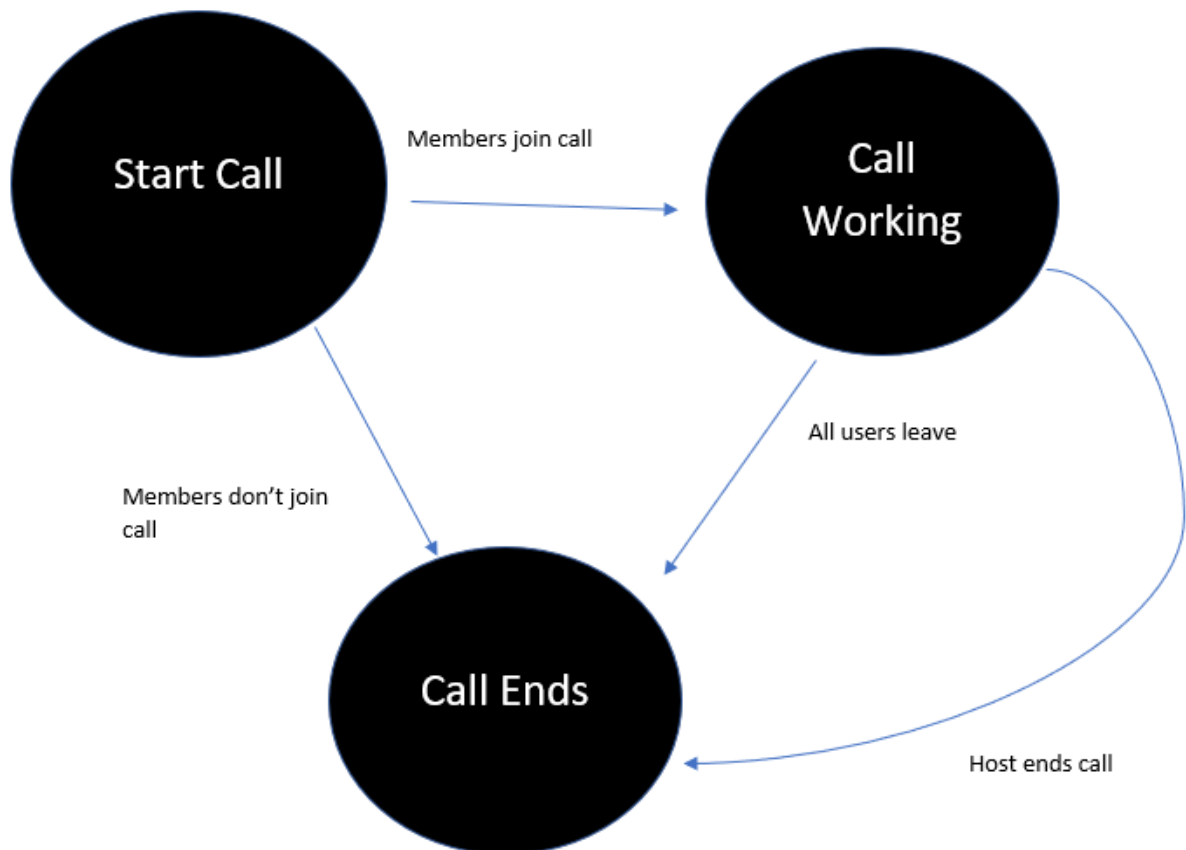 Start Call
Members join call
Call
Working
All users leave
Members don’t join
call
Call Ends
Host ends call